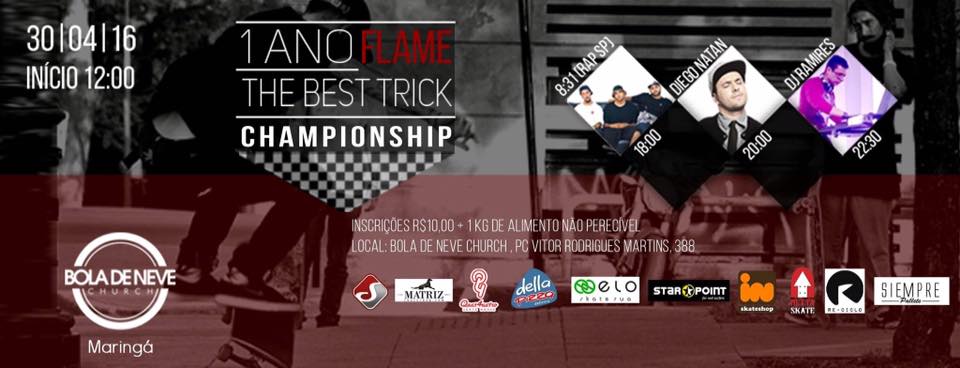 30|04|16
INÍCIO 12:00
1 ANO FLAME
THE BEST TRICK
CHAMPIONSHIP
8:31 [RAP SP]
18:00
DIEGO NATAN
20:00
DJ RAMIRES
22:30
INSCRIÇÕES R$10,00 + 1 KG DE ALIMENTO NÃO PERECÍVEL
LOCAL: BOLA DE NEVE CHURCH , PC VITOR RODRIGUES MARTINS, 388
BOLA DE NEVE
CHURCH
Maringá
MATRIZ
della
RIZZO
elo
skate rua
STAR POINT
skateshop
SKATE
RE-CICLO
SIEMPRE
Pallets